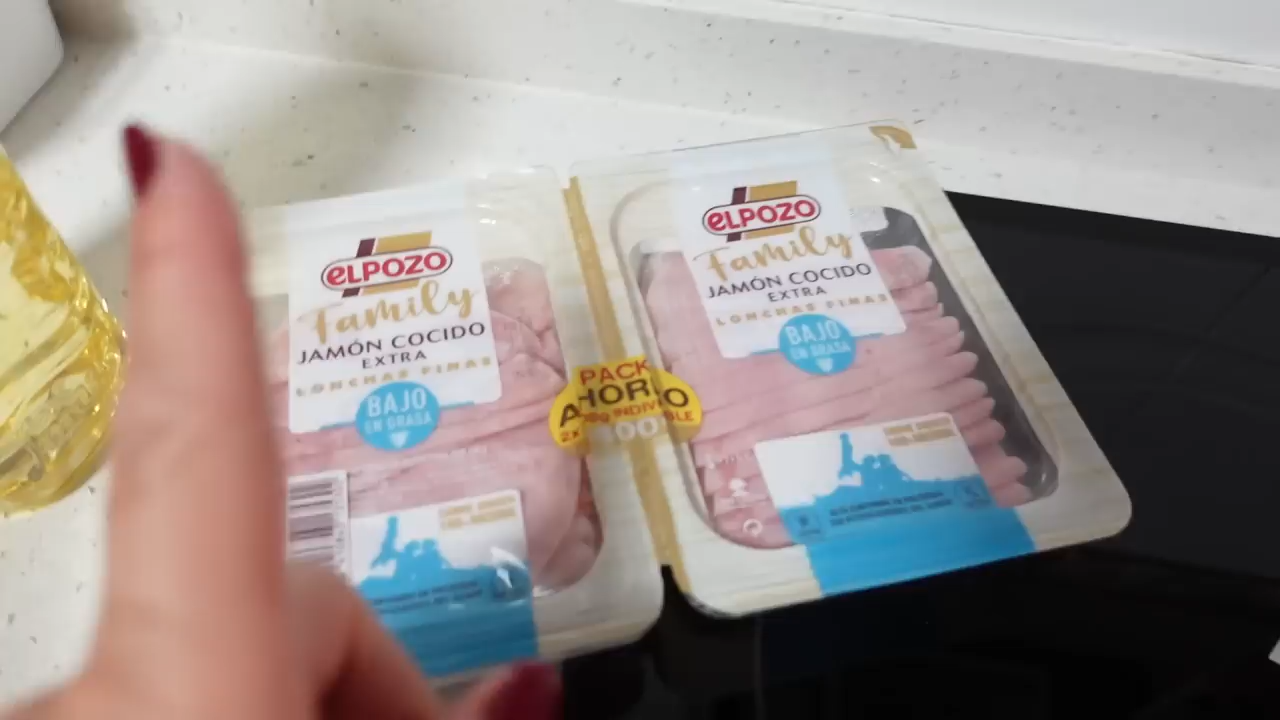 ELPOZO
Family
JAMÓN COCIDO
EXTRA
LONCHAS FINAS
BAJO
EN GRASA
PACK
AHORRO
ELPOZO
Family
JAMÓN COCIDO
EXTRA
LONCHAS FINAS
BAJO
EN GRASA